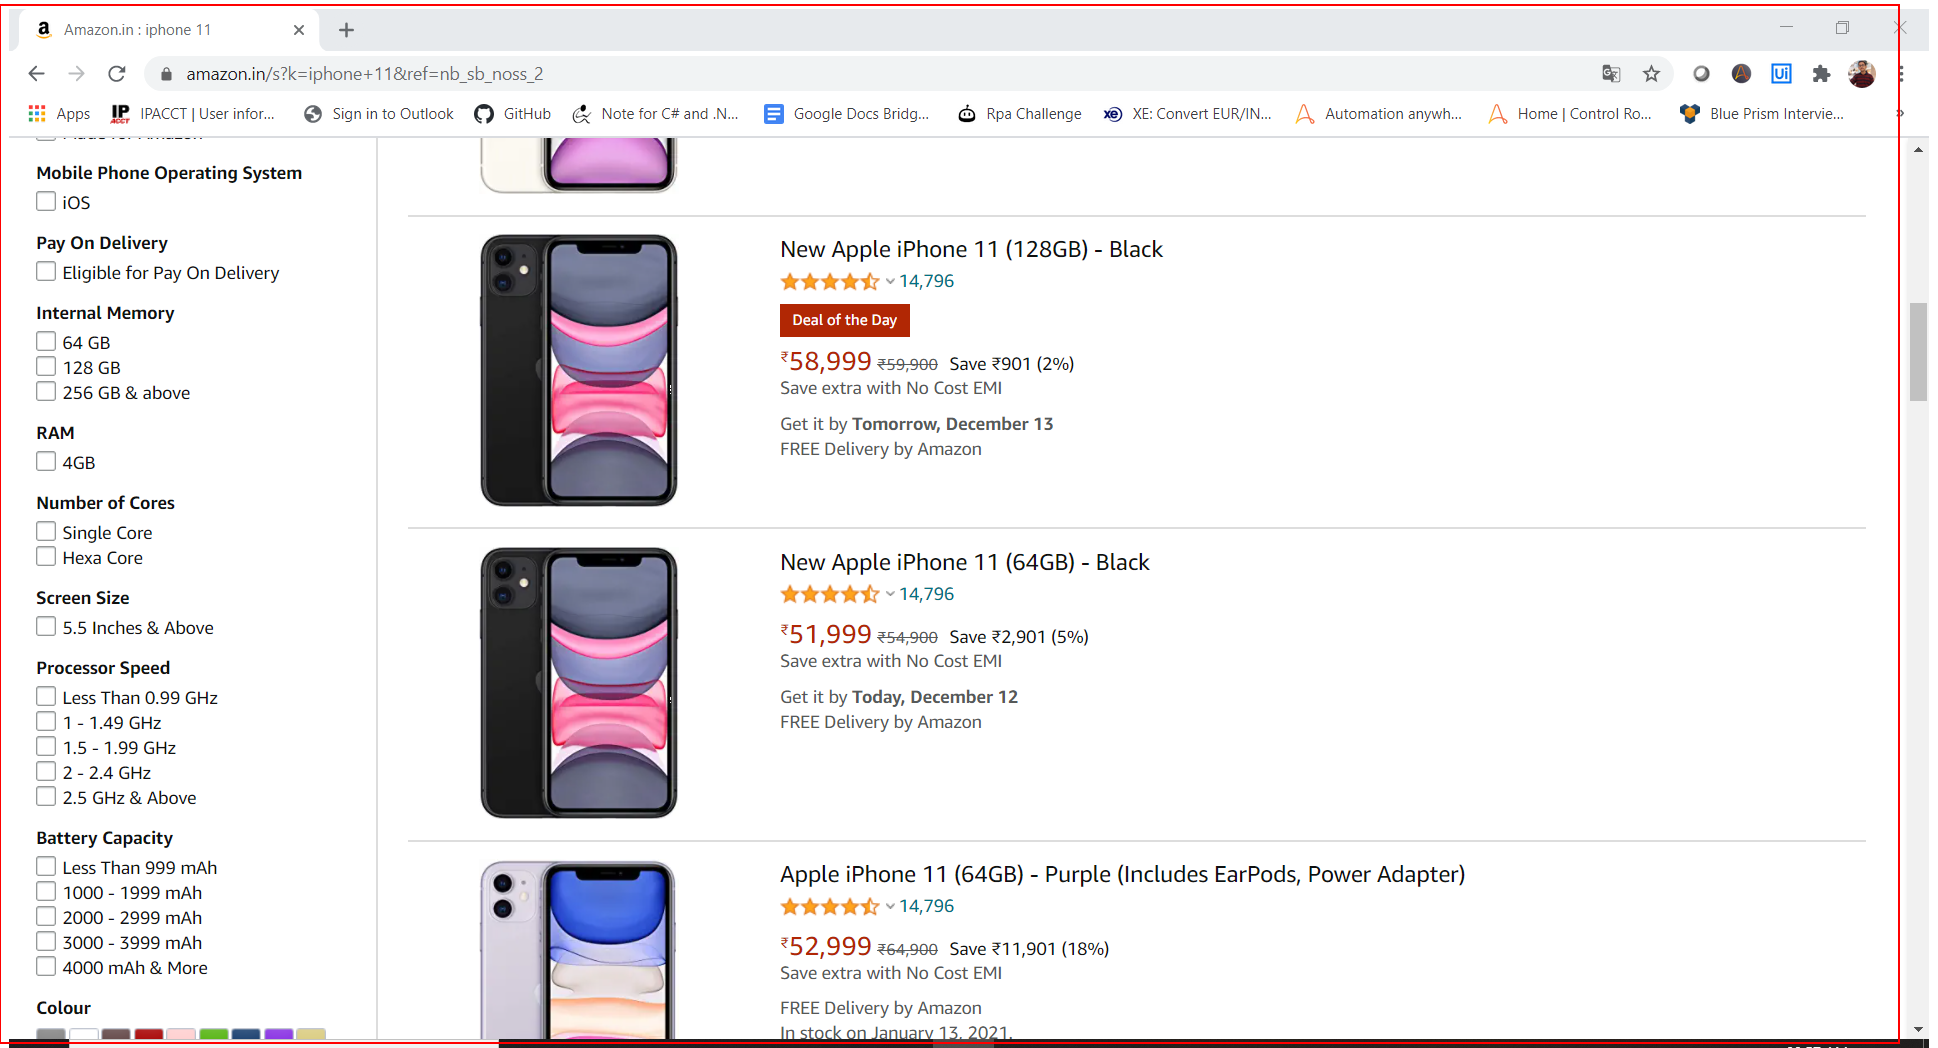 Amazon.in : iphone 11
amazon.in/s?k=iphone+11&ref=nb_sb_noss_2
Apps
IPACCT | User infor...
Sign in to Outlook
GitHub
Note for C# and .N...
Google Docs Bridg...
Rpa Challenge
XE: Convert EUR/IN...
Automation anywh...
Home | Control Ro...
Blue Prism Intervie...
»
Made for Amazon
Mobile Phone Operating System
iOS
Pay On Delivery
Eligible for Pay On Delivery
Internal Memory
64 GB
128 GB
256 GB & above
RAM
4GB
Number of Cores
Single Core
Hexa Core
Screen Size
5.5 Inches & Above
Processor Speed
Less Than 0.99 GHz
1 - 1.49 GHz
1.5 - 1.99 GHz
2 - 2.4 GHz
2.5 GHz & Above
Battery Capacity
Less Than 999 mAh
1000 - 1999 mAh
2000 - 2999 mAh
3000 - 3999 mAh
4000 mAh & More
Colour
New Apple iPhone 11 (128GB) - Black
14,796
Deal of the Day
₹58,999 ₹59,900 Save ₹901 (2%)
Save extra with No Cost EMI
Get it by Tomorrow, December 13
FREE Delivery by Amazon
New Apple iPhone 11 (64GB) - Black
14,796
₹51,999 ₹54,900 Save ₹2,901 (5%)
Save extra with No Cost EMI
Get it by Today, December 12
FREE Delivery by Amazon
Apple iPhone 11 (64GB) - Purple (Includes EarPods, Power Adapter)
14,796
₹52,999 ₹64,900 Save ₹11,901 (18%)
Save extra with No Cost EMI
FREE Delivery by Amazon
In stock on January 13, 2021.